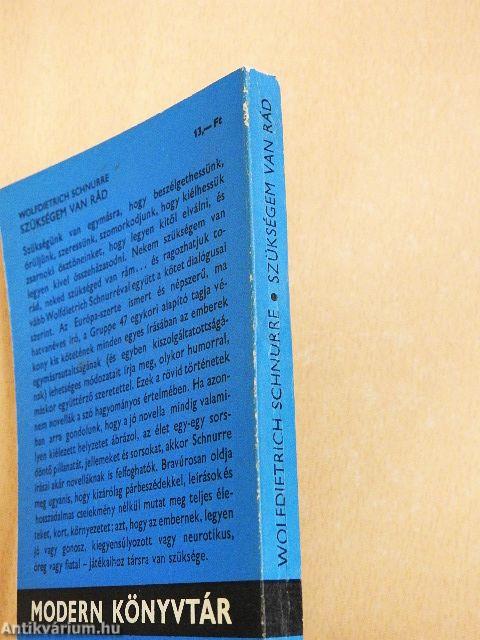 13,—Ft
WOLFDIETRICH SCHNURRE
SZÜKSÉGEM VAN RÁD
Szükségünk van egymásra, hogy beszélgethessünk,
örüljünk, szeressünk, szomorkodjunk, hogy kiélhessük
zsarnoki ösztöneinket, hogy legyen kitől elválni, és
legyen kivel összeházasodni. Nekem szükségem van
rád, neked szükséged van rám... és ragozhatjuk to-
vább Wolfdietrich Schnurréval együtt a kötet dialógusai
szerint. Az Európa-szerte ismert és népszerű, ma
hatvanéves író, a Gruppe 47 egykori alapító tagja vé-
kony kis kötetének minden egyes írásában az emberek
egymásrautaltságának (és egyben kiszolgáltatottságá-
nak) lehetséges módozatait írja meg, olykor humorral,
máskor együttérző szeretettel. Ezek a rövid történetek
nem novellák a szó hagyományos értelmében. Ha azon-
ban arra gondolunk, hogy a jó novella mindig valami-
lyen kiélezett helyzetet ábrázol, az élet egy-egy sors-
döntő pillanatát, jellemeket és sorsokat, akkor Schnurre
írásai akár novelláknak is felfoghatók. Bravúrosan oldja
meg ugyanis, hogy kizárólag párbeszédekkel, leírások és
hosszadalmas cselekmény nélkül mutat meg teljes éle-
teket, kort, környezetet; azt, hogy az embernek, legyen
jó vagy gonosz, kiegyensúlyozott vagy neurotikus,
öreg vagy fiatal – játékaihoz társra van szüksége.
MODERN KÖNYVTÁR
WOLFDIETRICH SCHNURRE • SZÜKSÉGEM VAN RÁD
Antikvárium.hu